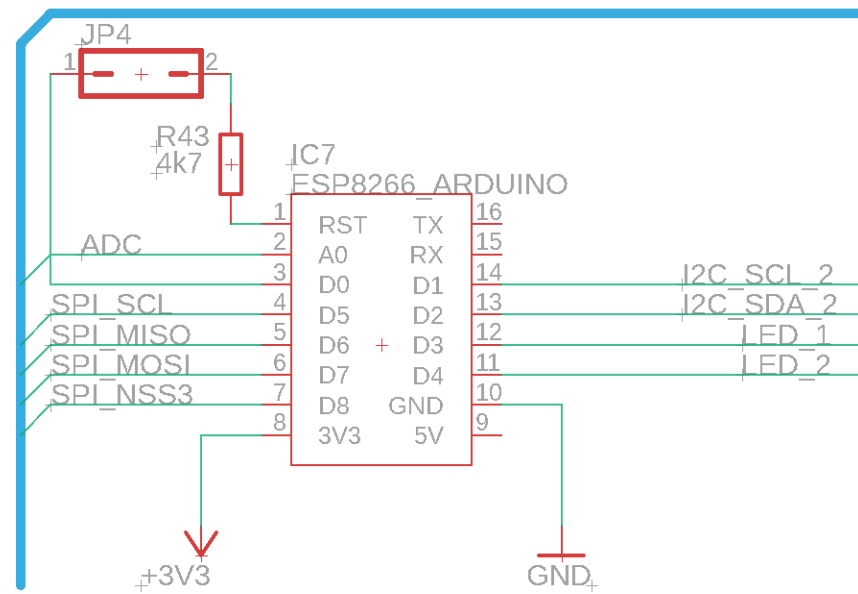 JP4
1 2
R43
4k7
IC7
ESP8266_ARDUINO
1 RST TX 16
ADC 2 A0 RX 15
3 D0 D1 14 I2C_SCL_2
SPI_SCL 4 D5 D2 13 I2C_SDA_2
SPI_MISO 5 D6 D3 12 LED_1
SPI_MOSI 6 D7 D4 11 LED_2
SPI_NSS3 7 D8 GND 10
8 3V3 5V 9
+3V3 GND